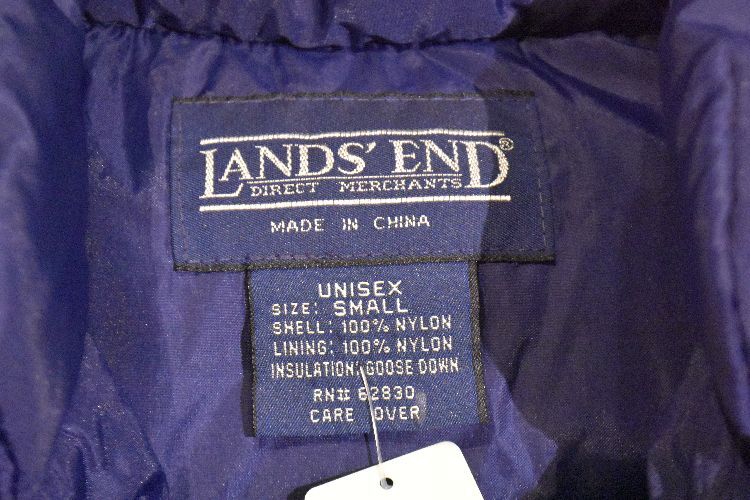 LANDS' END®
DIRECT MERCHANTS
MADE IN CHINA
UNISEX
SIZE: SMALL
SHELL: 100% NYLON
LINING: 100% NYLON
INSULATION: GOOSE DOWN
RN# 62830
CARE OVER